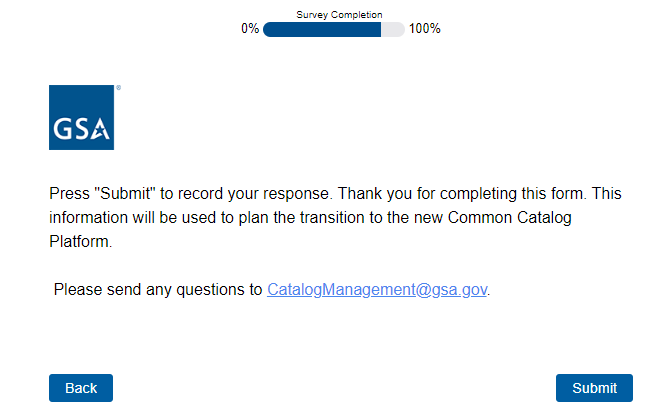 Survey Completion
0% 100%
GSA
®
Press "Submit" to record your response. Thank you for completing this form. This
information will be used to plan the transition to the new Common Catalog
Platform.
Please send any questions to CatalogManagement@gsa.gov.
Back Submit